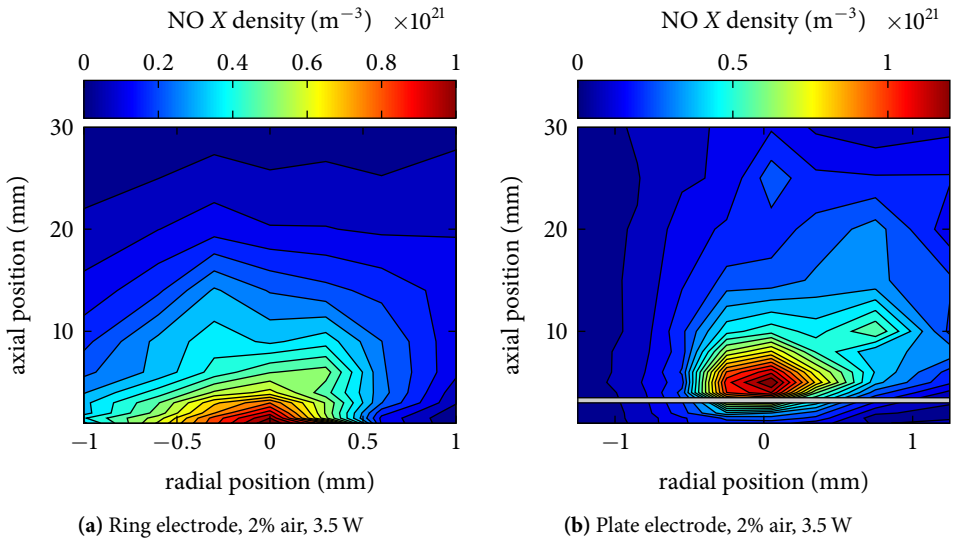 NO X density (m⁻³) ×10²¹
0 0.2 0.4 0.6 0.8 1
30
20
10
axial position (mm)
−1 −0.5 0 0.5 1
radial position (mm)
(a) Ring electrode, 2% air, 3.5 W
NO X density (m⁻³) ×10²¹
0 0.5 1
30
20
10
axial position (mm)
−1 0 1
radial position (mm)
(b) Plate electrode, 2% air, 3.5 W